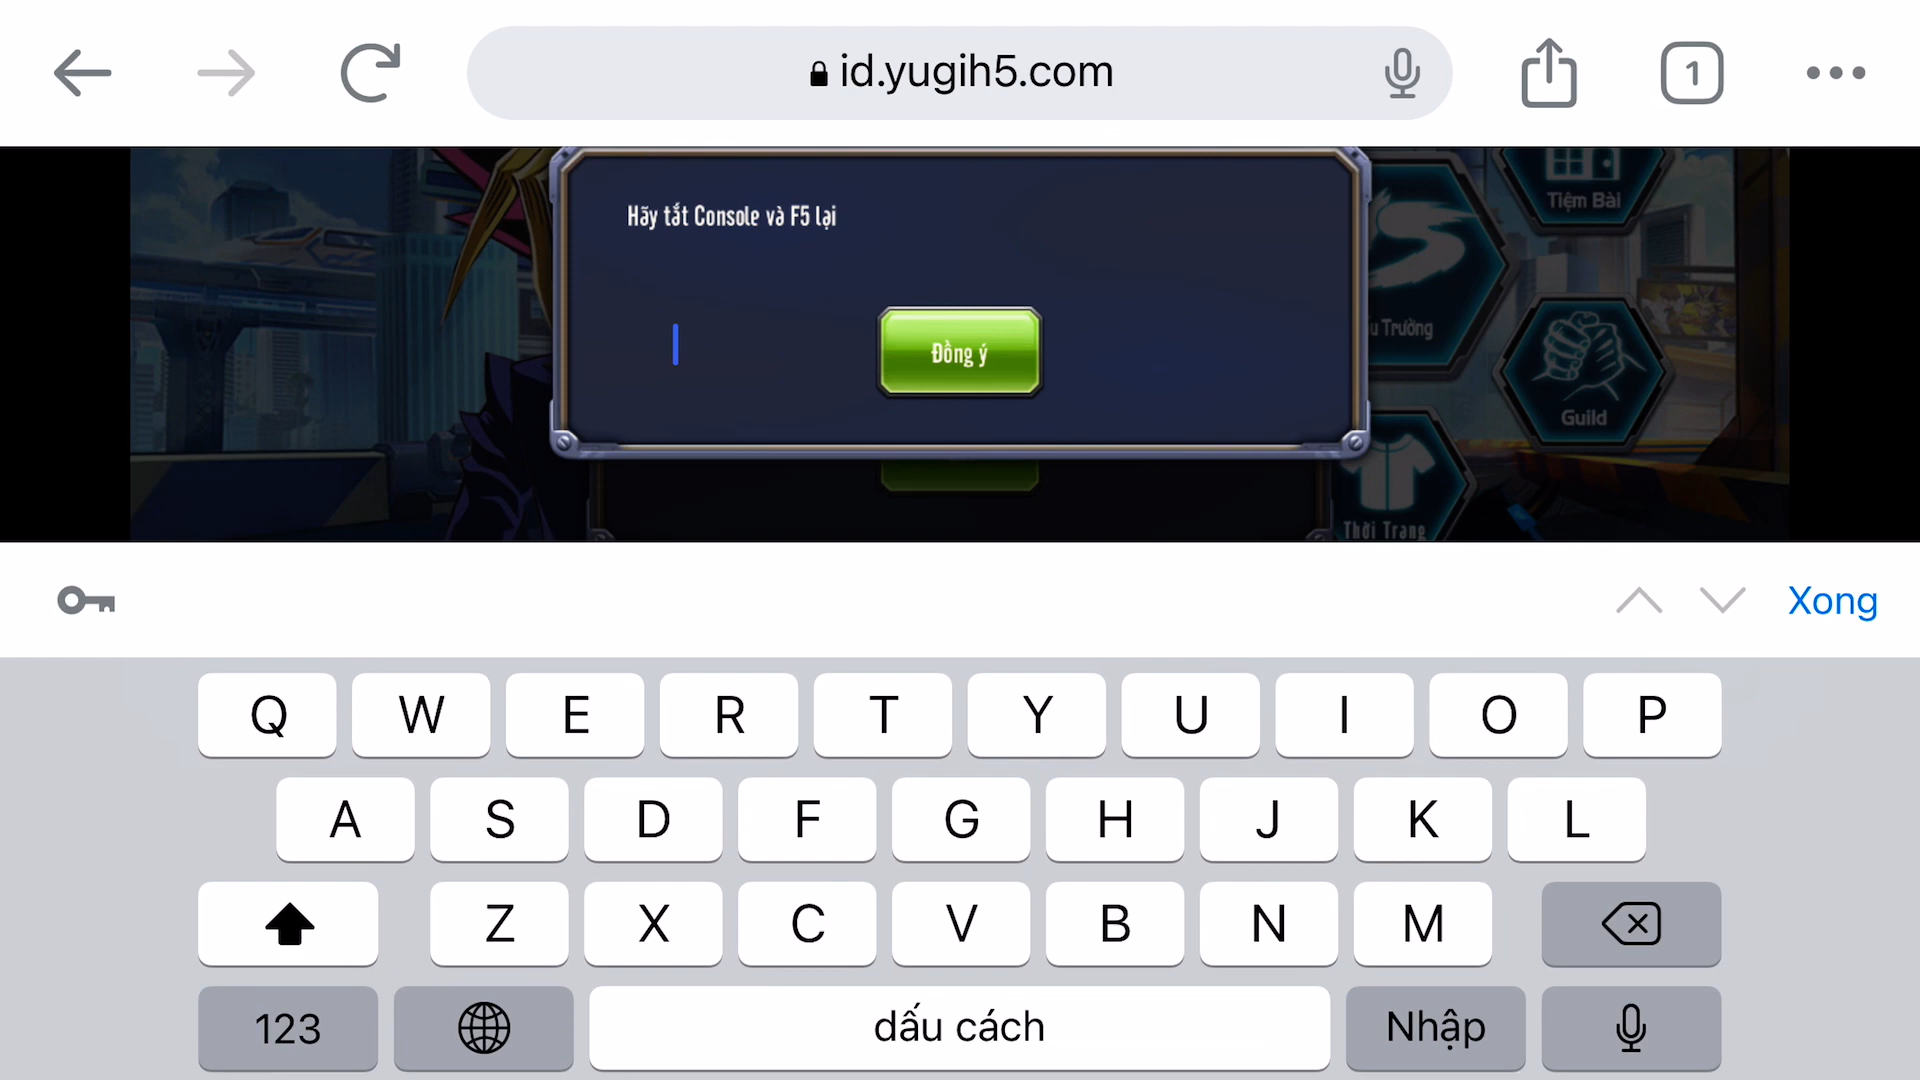 id.yugih5.com
1
Hãy tắt Console và F5 lại
Đồng ý
Tiệm Bài
u Trường
Guild
Thời Trang
Xong
Q W E R T Y U I O P
A S D F G H J K L
Z X C V B N M
123
dấu cách
Nhập